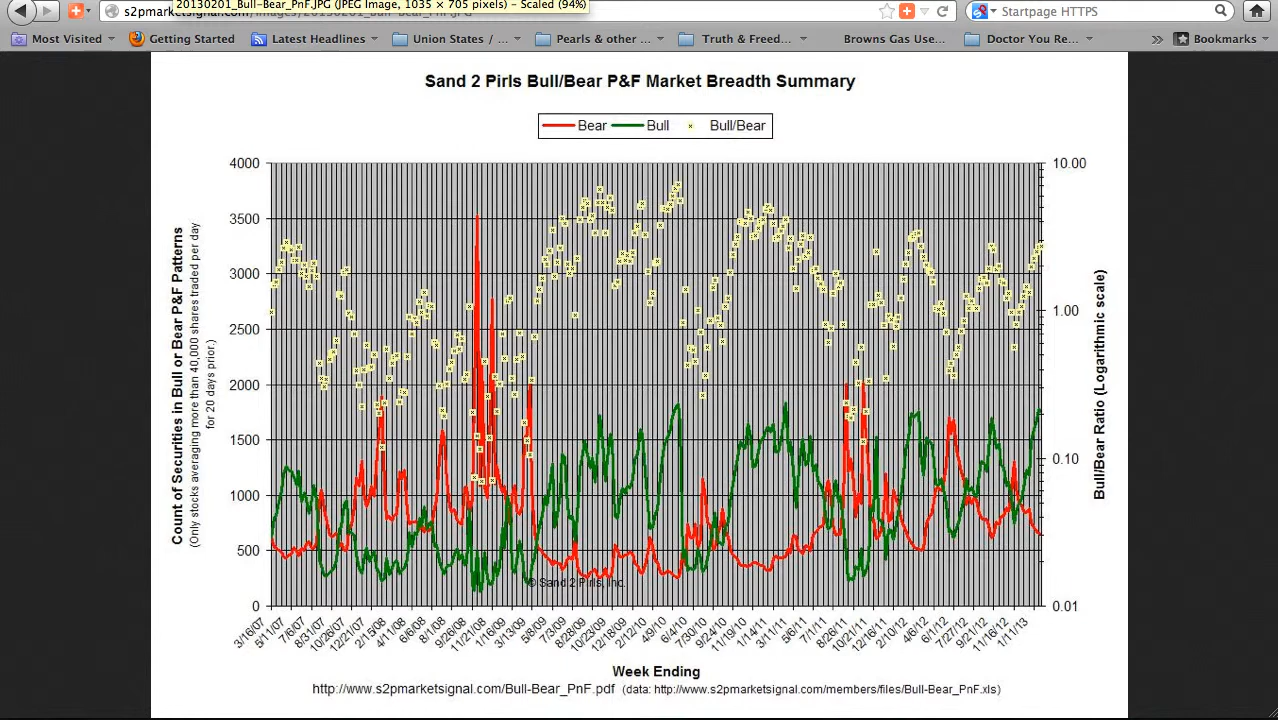 20130201_Bull-Bear_PnF.JPG (JPEG Image, 1035 × 705 pixels) – Scaled (94%)
Startpage HTTPS
Most Visited
Getting Started
Latest Headlines
Union States / ...
Pearls & other ...
Truth & Freed...
Browns Gas Use...
Doctor You Re...
Bookmarks
Sand 2 Pirls Bull/Bear P&F Market Breadth Summary
Bear Bull Bull/Bear
4000
3500
3000
2500
2000
1500
1000
500
0
10.00
1.00
0.10
0.01
Count of Securities in Bull or Bear P&F Patterns
(Only stocks averaging more than 40,000 shares traded per day
for 20 days prior.)
Bull/Bear Ratio (Logarithmic scale)
© Sand 2 Pirls, Inc.
3/16/07
5/11/07
7/6/07
8/31/07
10/26/07
12/21/07
2/15/08
4/11/08
6/6/08
8/1/08
9/26/08
11/21/08
1/16/09
3/13/09
5/8/09
7/3/09
8/28/09
10/23/09
12/18/09
2/12/10
4/9/10
6/4/10
7/30/10
9/24/10
11/19/10
1/14/11
3/11/11
5/6/11
7/1/11
8/26/11
10/21/11
12/16/11
2/10/12
4/6/12
6/1/12
7/27/12
9/21/12
11/16/12
1/11/13
Week Ending
http://www.s2pmarketsignal.com/Bull-Bear_PnF.pdf (data: http://www.s2pmarketsignal.com/members/files/Bull-Bear_PnF.xls)